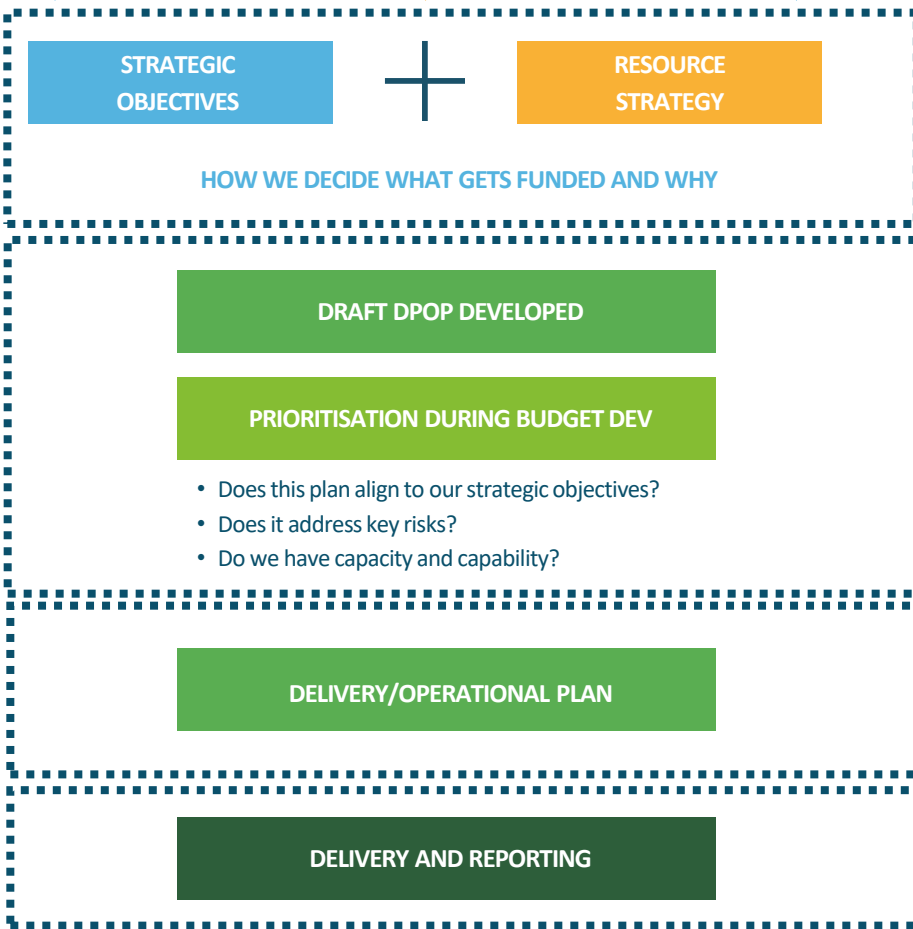 STRATEGIC
OBJECTIVES
RESOURCE
STRATEGY
HOW WE DECIDE WHAT GETS FUNDED AND WHY
DRAFT DPOP DEVELOPED
PRIORITISATION DURING BUDGET DEV
• Does this plan align to our strategic objectives?
• Does it address key risks?
• Do we have capacity and capability?
DELIVERY/OPERATIONAL PLAN
DELIVERY AND REPORTING